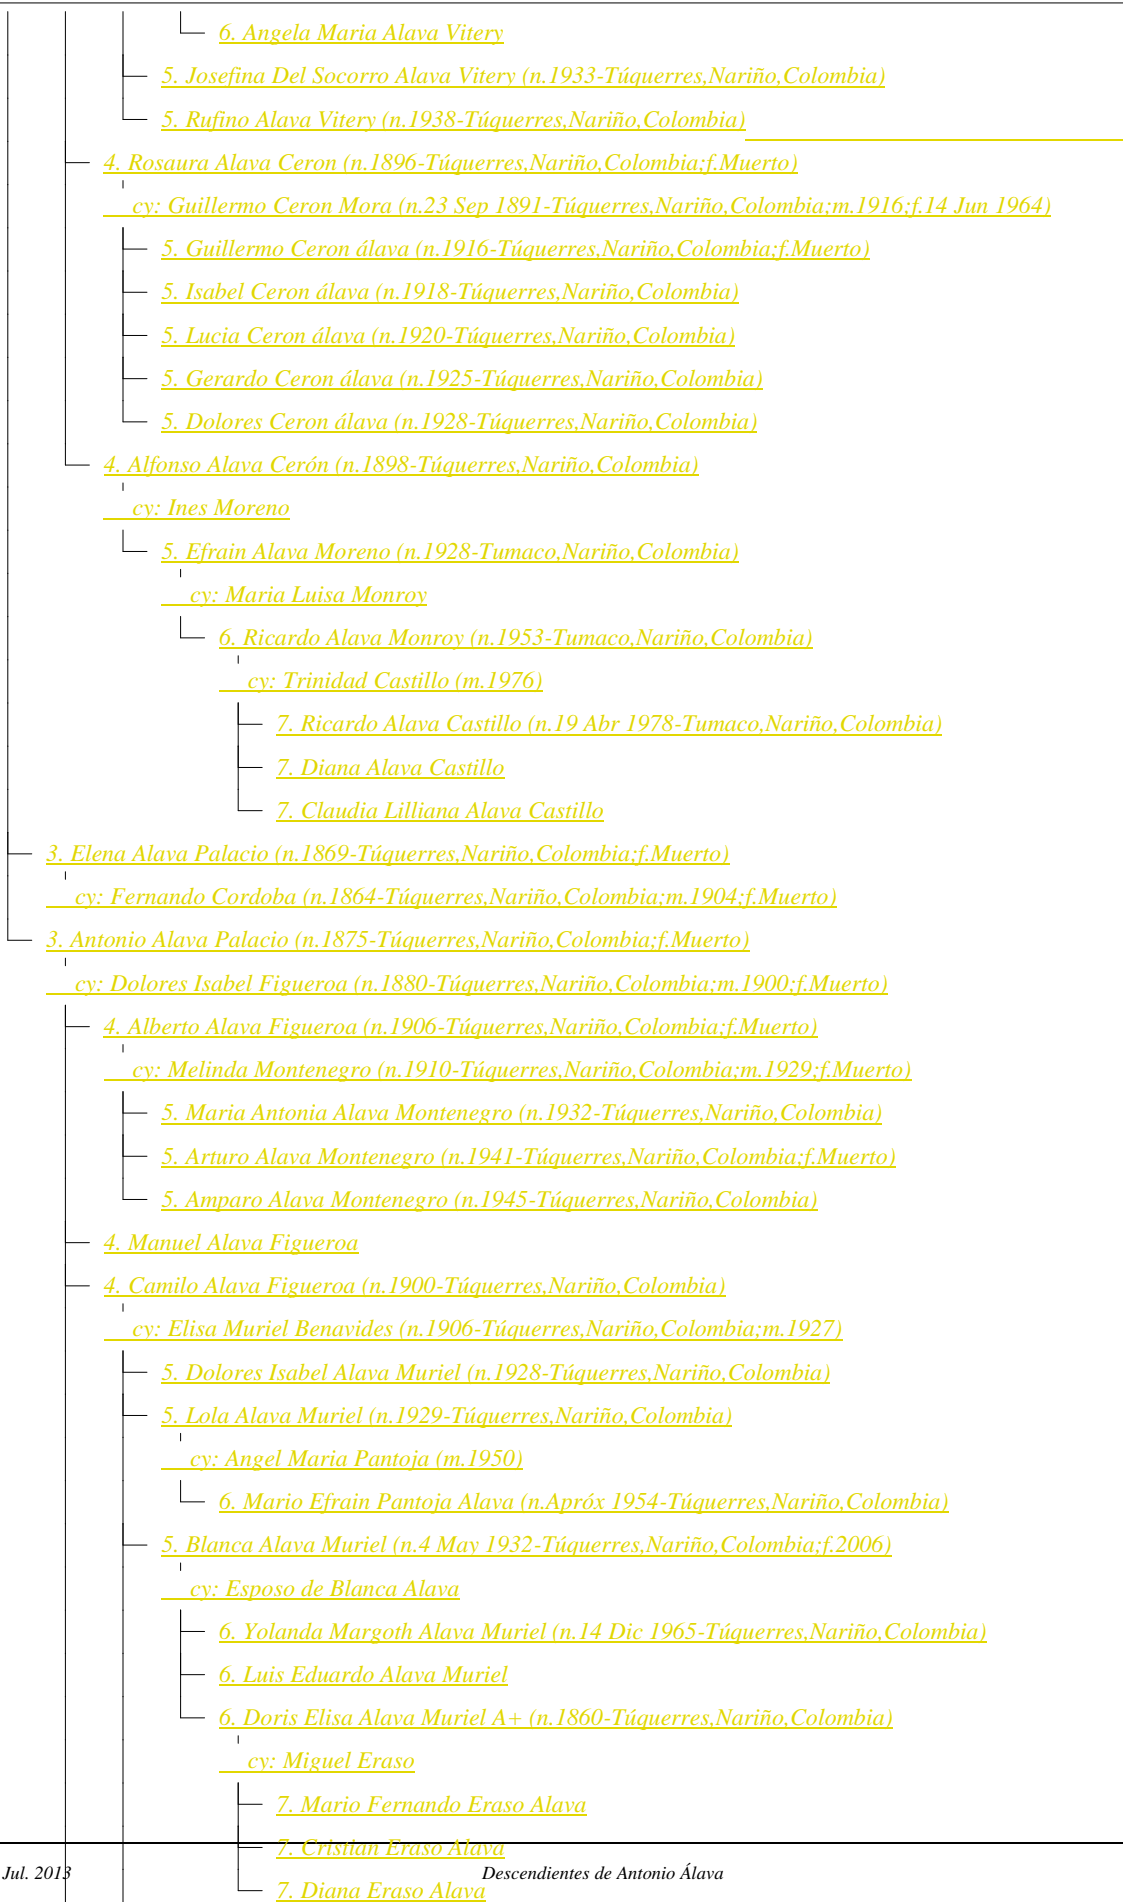 6. Angela Maria Alava Vitery
5. Josefina Del Socorro Alava Vitery (n.1933-Túquerres,Nariño,Colombia)
5. Rufino Alava Vitery (n.1938-Túquerres,Nariño,Colombia)
4. Rosaura Alava Ceron (n.1896-Túquerres,Nariño,Colombia;f.Muerto)
cy: Guillermo Ceron Mora (n.23 Sep 1891-Túquerres,Nariño,Colombia;m.1916;f.14 Jun 1964)
5. Guillermo Ceron álava (n.1916-Túquerres,Nariño,Colombia;f.Muerto)
5. Isabel Ceron álava (n.1918-Túquerres,Nariño,Colombia)
5. Lucia Ceron álava (n.1920-Túquerres,Nariño,Colombia)
5. Gerardo Ceron álava (n.1925-Túquerres,Nariño,Colombia)
5. Dolores Ceron álava (n.1928-Túquerres,Nariño,Colombia)
4. Alfonso Alava Cerón (n.1898-Túquerres,Nariño,Colombia)
cy: Ines Moreno
5. Efrain Alava Moreno (n.1928-Tumaco,Nariño,Colombia)
cy: Maria Luisa Monroy
6. Ricardo Alava Monroy (n.1953-Tumaco,Nariño,Colombia)
cy: Trinidad Castillo (m.1976)
7. Ricardo Alava Castillo (n.19 Abr 1978-Tumaco,Nariño,Colombia)
7. Diana Alava Castillo
7. Claudia Lilliana Alava Castillo
3. Elena Alava Palacio (n.1869-Túquerres,Nariño,Colombia;f.Muerto)
cy: Fernando Cordoba (n.1864-Túquerres,Nariño,Colombia;m.1904;f.Muerto)
3. Antonio Alava Palacio (n.1875-Túquerres,Nariño,Colombia;f.Muerto)
cy: Dolores Isabel Figueroa (n.1880-Túquerres,Nariño,Colombia;m.1900;f.Muerto)
4. Alberto Alava Figueroa (n.1906-Túquerres,Nariño,Colombia;f.Muerto)
cy: Melinda Montenegro (n.1910-Túquerres,Nariño,Colombia;m.1929;f.Muerto)
5. Maria Antonia Alava Montenegro (n.1932-Túquerres,Nariño,Colombia)
5. Arturo Alava Montenegro (n.1941-Túquerres,Nariño,Colombia;f.Muerto)
5. Amparo Alava Montenegro (n.1945-Túquerres,Nariño,Colombia)
4. Manuel Alava Figueroa
4. Camilo Alava Figueroa (n.1900-Túquerres,Nariño,Colombia)
cy: Elisa Muriel Benavides (n.1906-Túquerres,Nariño,Colombia;m.1927)
5. Dolores Isabel Alava Muriel (n.1928-Túquerres,Nariño,Colombia)
5. Lola Alava Muriel (n.1929-Túquerres,Nariño,Colombia)
cy: Angel Maria Pantoja (m.1950)
6. Mario Efrain Pantoja Alava (n.Apróx 1954-Túquerres,Nariño,Colombia)
5. Blanca Alava Muriel (n.4 May 1932-Túquerres,Nariño,Colombia;f.2006)
cy: Esposo de Blanca Alava
6. Yolanda Margoth Alava Muriel (n.14 Dic 1965-Túquerres,Nariño,Colombia)
6. Luis Eduardo Alava Muriel
6. Doris Elisa Alava Muriel A+ (n.1860-Túquerres,Nariño,Colombia)
cy: Miguel Eraso
7. Mario Fernando Eraso Alava
7. Cristian Eraso Alava
Jul. 2013 Descendientes de Antonio Álava
7. Diana Eraso Alava